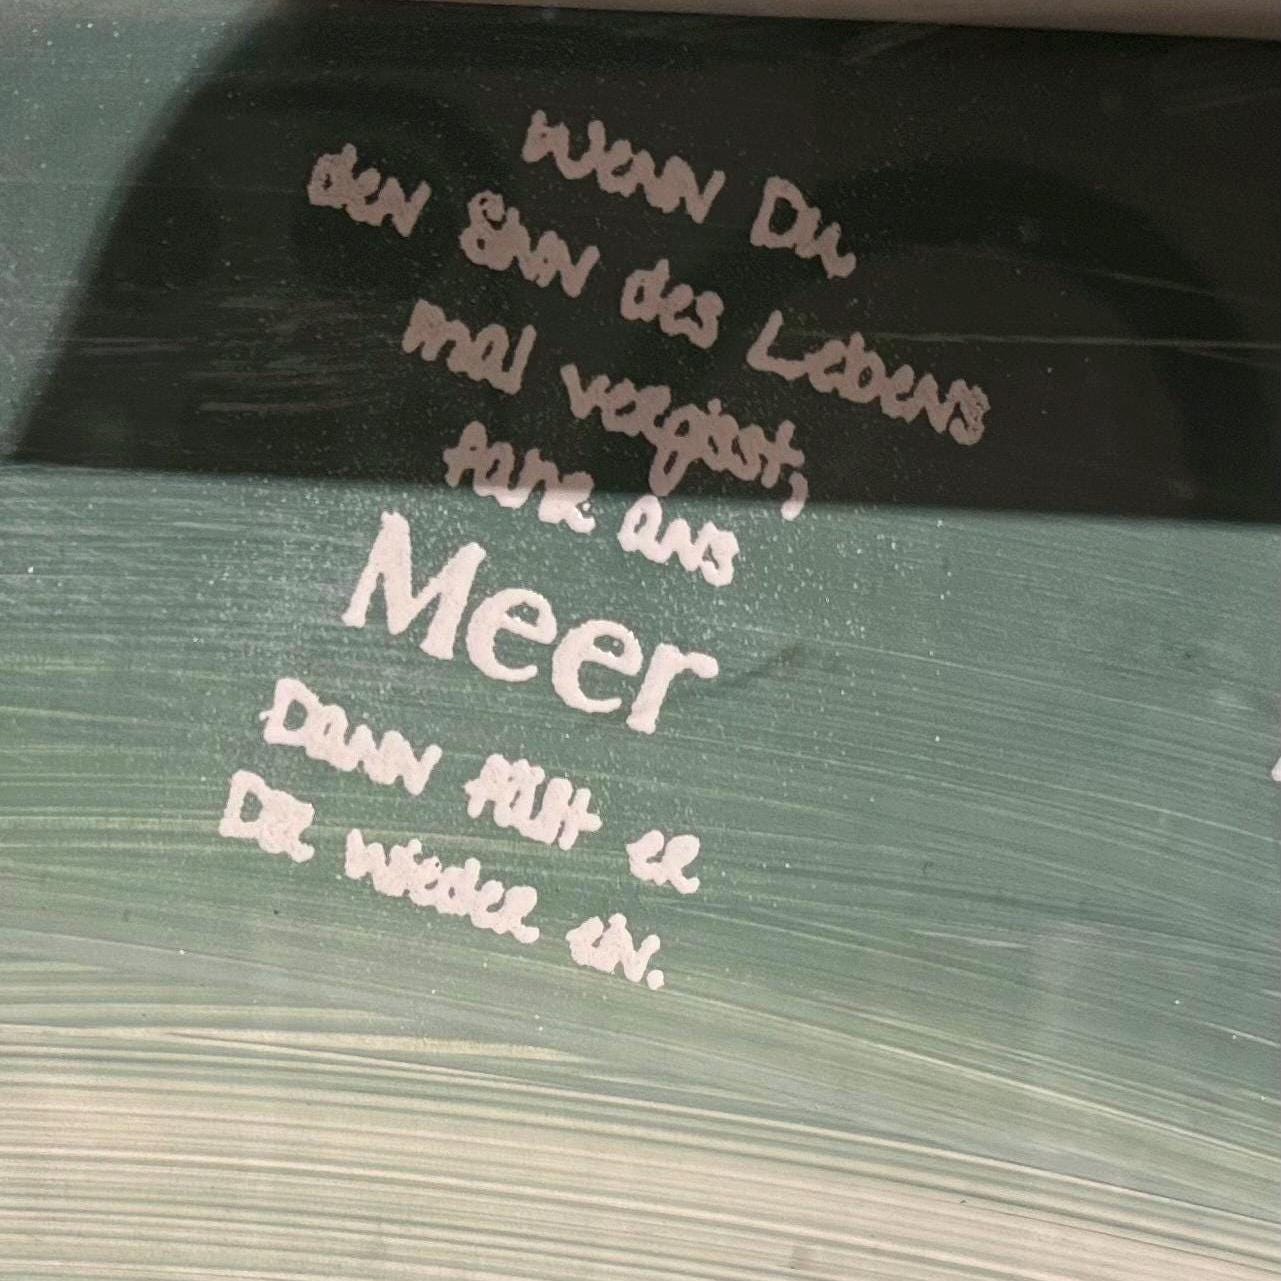 Wenn Du
den Sinn des Lebens
mal vergisst,
fahr ans
Meer
Dann fällt er
Dir wieder ein.